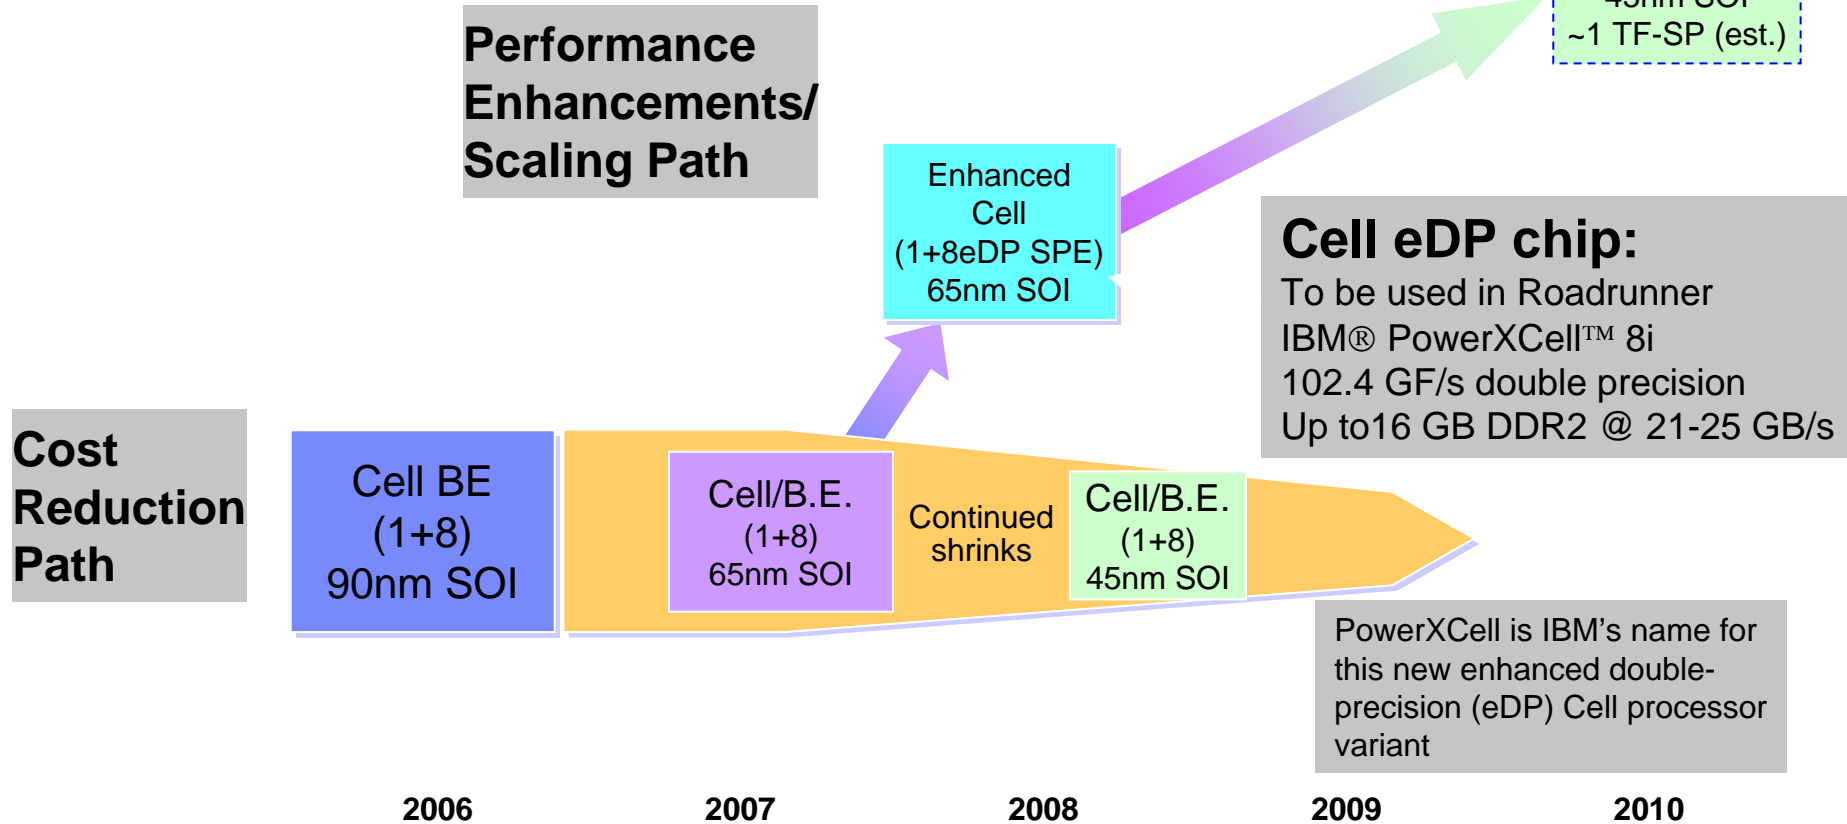 45nm SOI
~1 TF-SP (est.)
Performance
Enhancements/
Scaling Path
Enhanced
Cell
(1+8eDP SPE)
65nm SOI
Cell eDP chip:
To be used in Roadrunner
IBM® PowerXCell™ 8i
102.4 GF/s double precision
Up to16 GB DDR2 @ 21-25 GB/s
Cost
Reduction
Path
Cell BE
(1+8)
90nm SOI
Cell/B.E.
(1+8)
65nm SOI
Continued
shrinks
Cell/B.E.
(1+8)
45nm SOI
PowerXCell is IBM's name for
this new enhanced double-
precision (eDP) Cell processor
variant
2006
2007
2008
2009
2010